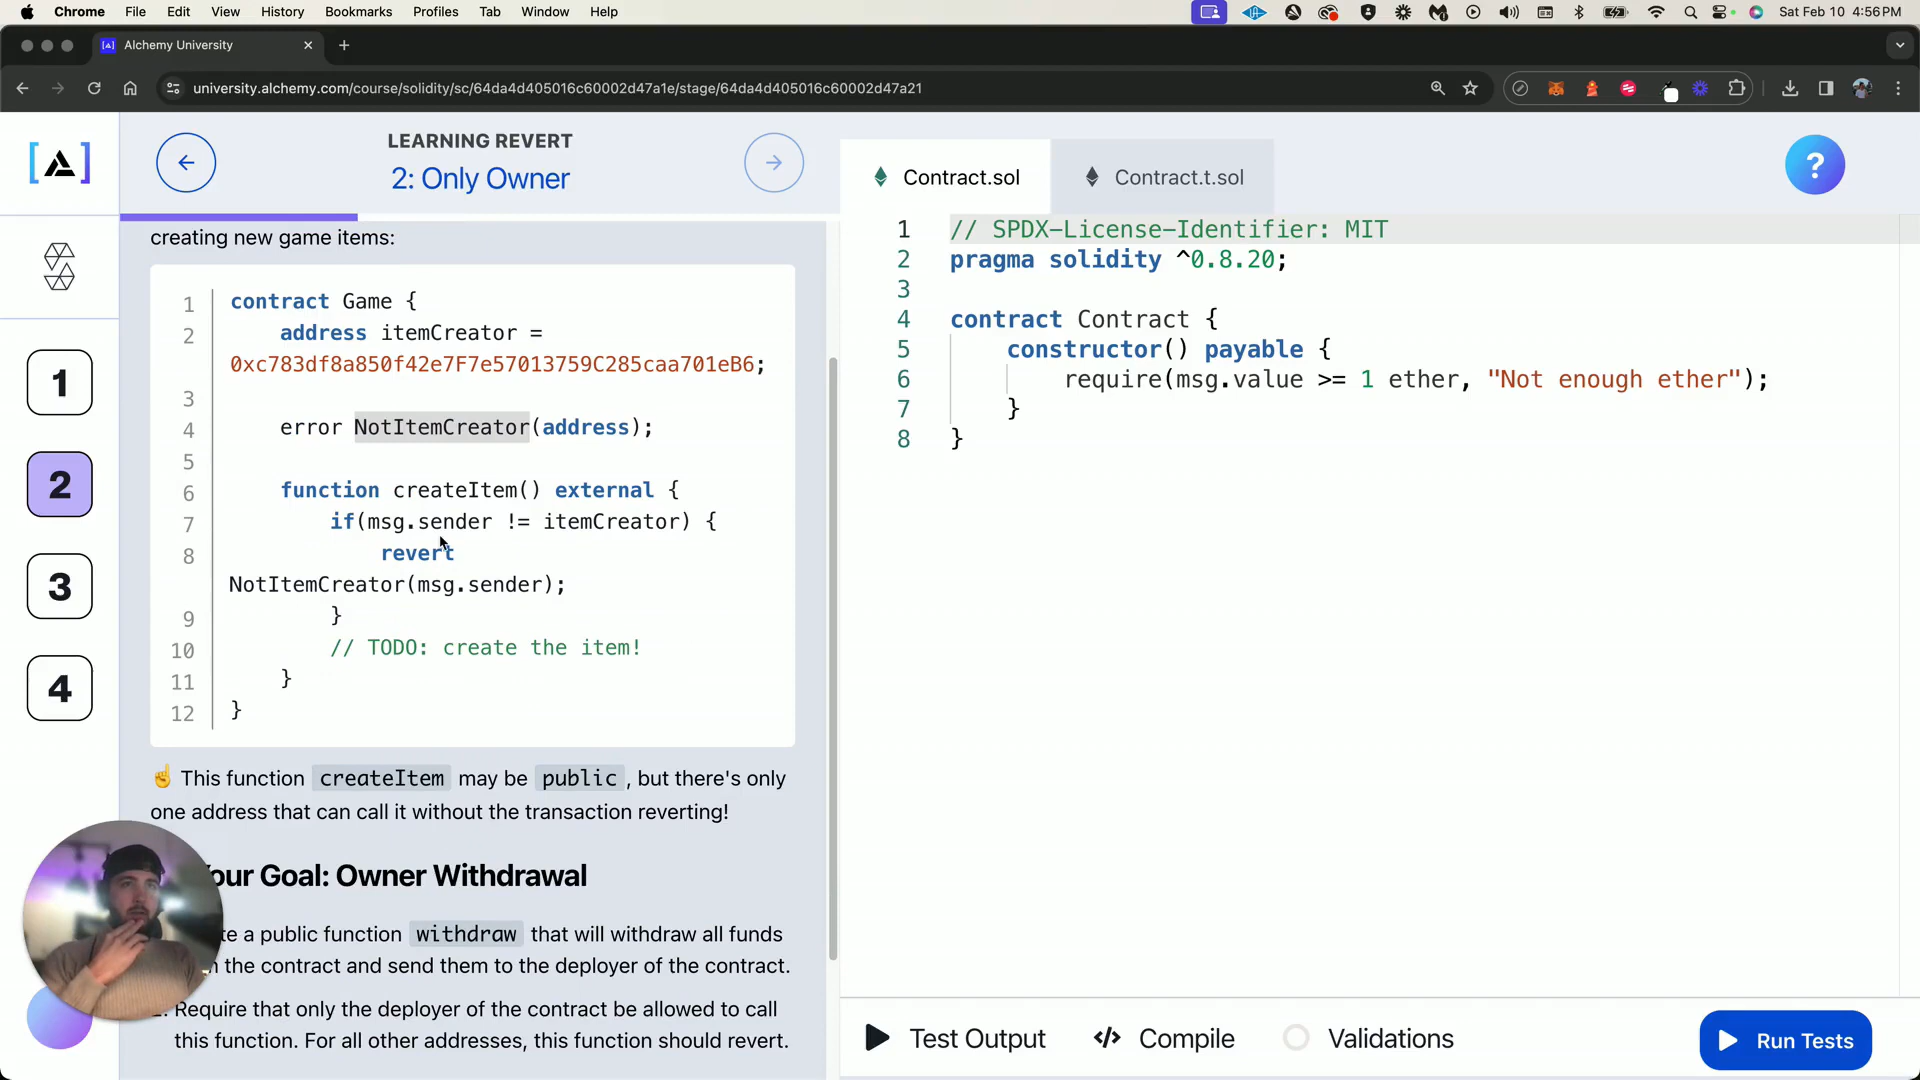 Chrome File Edit View History Bookmarks Profiles Tab Window Help Sat Feb 10 4:56 PM
Alchemy University
university.alchemy.com/course/solidity/sc/64da4d405016c60002d47a1e/stage/64da4d405016c60002d47a21
LEARNING REVERT
2: Only Owner
1
2
3
4
creating new game items:
1 contract Game {
2 address itemCreator =
0xc783df8a850f42e7F7e57013759C285caa701eB6;
3
4 error NotItemCreator(address);
5
6 function createItem() external {
7 if(msg.sender != itemCreator) {
8 revert
NotItemCreator(msg.sender);
9 }
10 // TODO: create the item!
11 }
12 }
☝ This function createItem may be public, but there's only
one address that can call it without the transaction reverting!
our Goal: Owner Withdrawal
te a public function withdraw that will withdraw all funds
the contract and send them to the deployer of the contract.
Require that only the deployer of the contract be allowed to call
this function. For all other addresses, this function should revert.
Contract.sol
Contract.t.sol
?
1 // SPDX-License-Identifier: MIT
2 pragma solidity ^0.8.20;
3
4 contract Contract {
5 constructor() payable {
6 require(msg.value >= 1 ether, "Not enough ether");
7 }
8 }
Test Output
Compile
Validations
Run Tests